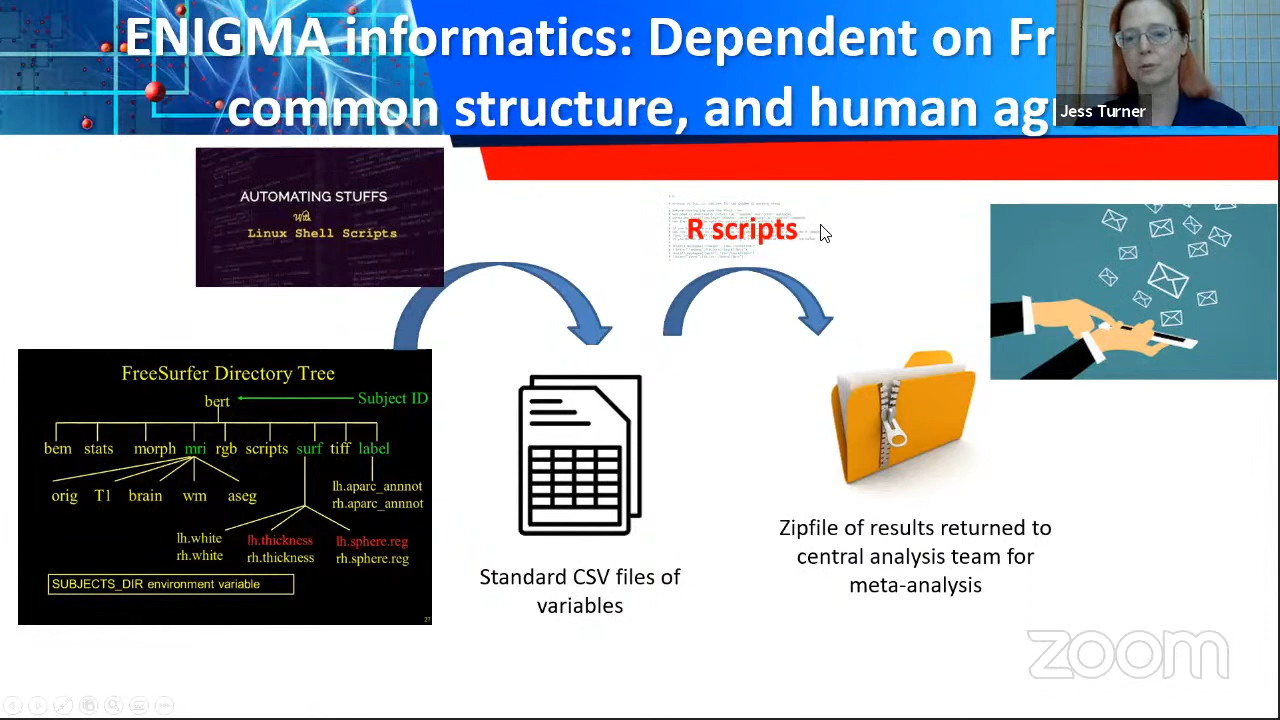 ENIGMA informatics: Dependent on Fr
common structure, and human ag
Jess Turner
AUTOMATING STUFFS
Linux Shell Scripts
R scripts
FreeSurfer Directory Tree
bert
Subject ID
bem stats morph mri rgb scripts surf tiff label
orig T1 brain wm aseg
lh.aparc_annnot
rh.aparc_annnot
lh.white lh.thickness lh.sphere.reg
rh.white rh.thickness rh.sphere.reg
SUBJECTS_DIR environment variable
27
Standard CSV files of
variables
Zipfile of results returned to
central analysis team for
meta-analysis
zoom